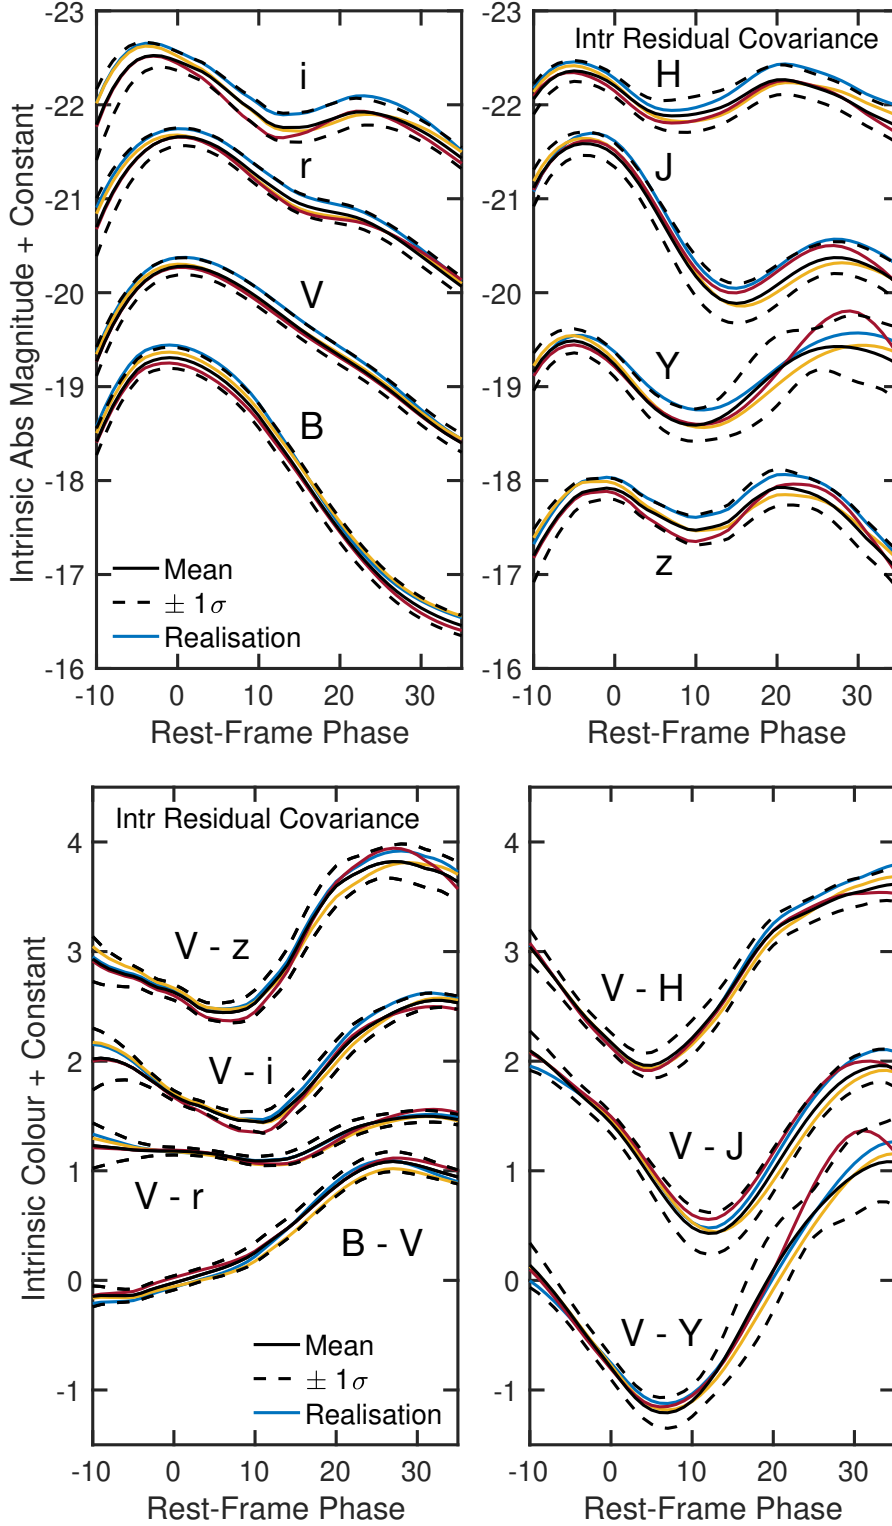 Intr Residual Covariance
Intrinsic Abs Magnitude + Constant
-23
-22
-21
-20
-19
-18
-17
-16
i
r
V
B
Mean
± 1σ
Realisation
-10 0 10 20 30
Rest-Frame Phase
-23
-22
-21
-20
-19
-18
-17
-16
H
J
Y
z
-10 0 10 20 30
Rest-Frame Phase
Intr Residual Covariance
Intrinsic Colour + Constant
4
3
2
1
0
-1
V - z
V - i
V - r
B - V
Mean
± 1σ
Realisation
-10 0 10 20 30
Rest-Frame Phase
4
3
2
1
0
-1
V - H
V - J
V - Y
-10 0 10 20 30
Rest-Frame Phase